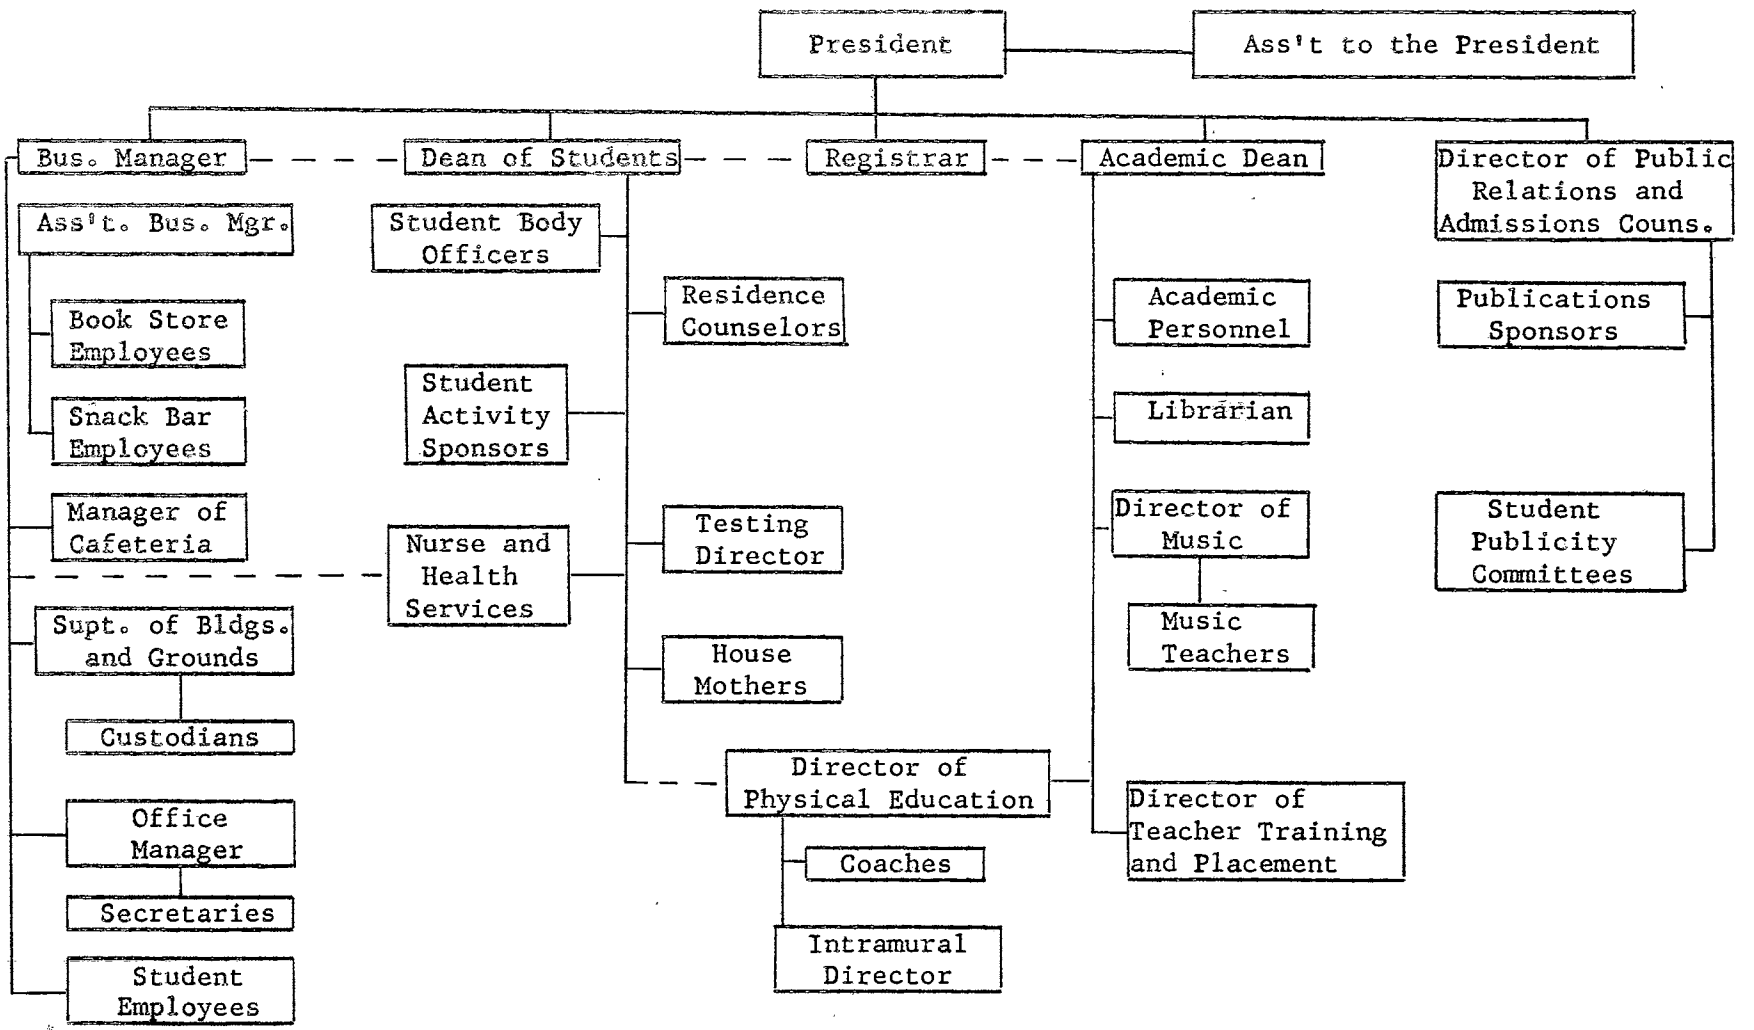 President
Ass't to the President
Bus. Manager
Dean of Students
Registrar
Academic Dean
Director of Public
Relations and
Admissions Couns.
Ass't. Bus. Mgr.
Book Store
Employees
Snack Bar
Employees
Manager of
Cafeteria
Supt. of Bldgs.
and Grounds
Custodians
Office
Manager
Secretaries
Student
Employees
Student Body
Officers
Residence
Counselors
Student
Activity
Sponsors
Testing
Director
Nurse and
Health
Services
House
Mothers
Director of
Physical Education
Coaches
Intramural
Director
Academic
Personnel
Librarian
Director of
Music
Music
Teachers
Director of
Teacher Training
and Placement
Publications
Sponsors
Student
Publicity
Committees